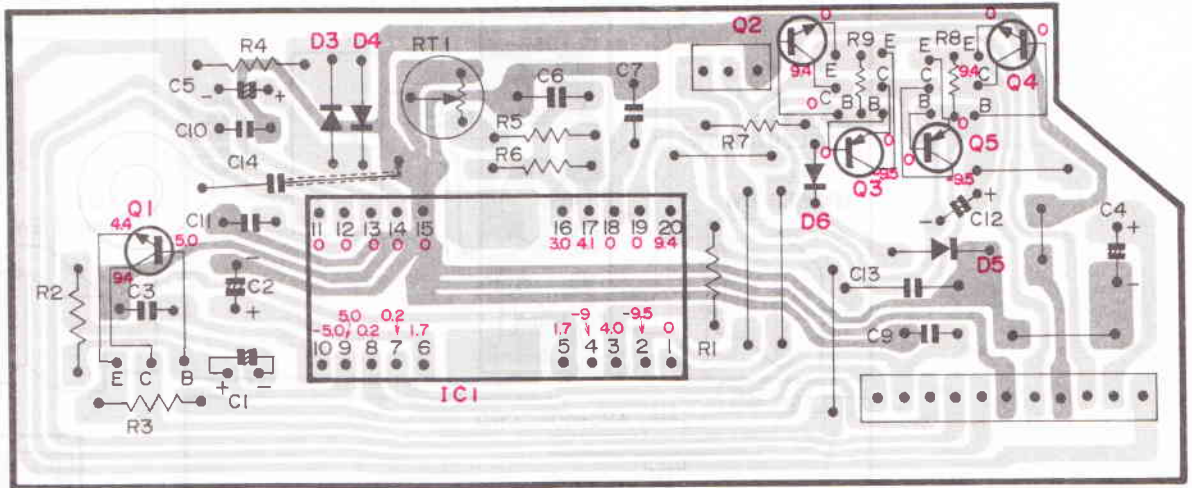 R4 D3 D4 RT1 Q2 0 0
C5 - + C6 C7 9.4 R9 E E R8 9.4 Q4
C10 R5 0 C C C C 0
R6 B B B B
C14 R7 0 Q3 -9.5 0 Q5 -9.5
D6 - + C12
Q1 4.4 5.0 9.4 C11
11 12 13 14 15 16 17 18 19 20
0 0 0 0 0 3.0 4.1 0 0 9.4
C4 + -
D5
R2 C3 - C2 + C13
5.0 0.2 -9 -9.5
-5.0 0.2 1.7 1.7 4.0 0
10 9 8 7 6 5 4 3 2 1
R1 C9
E C B
+ C1 - IC1
R3